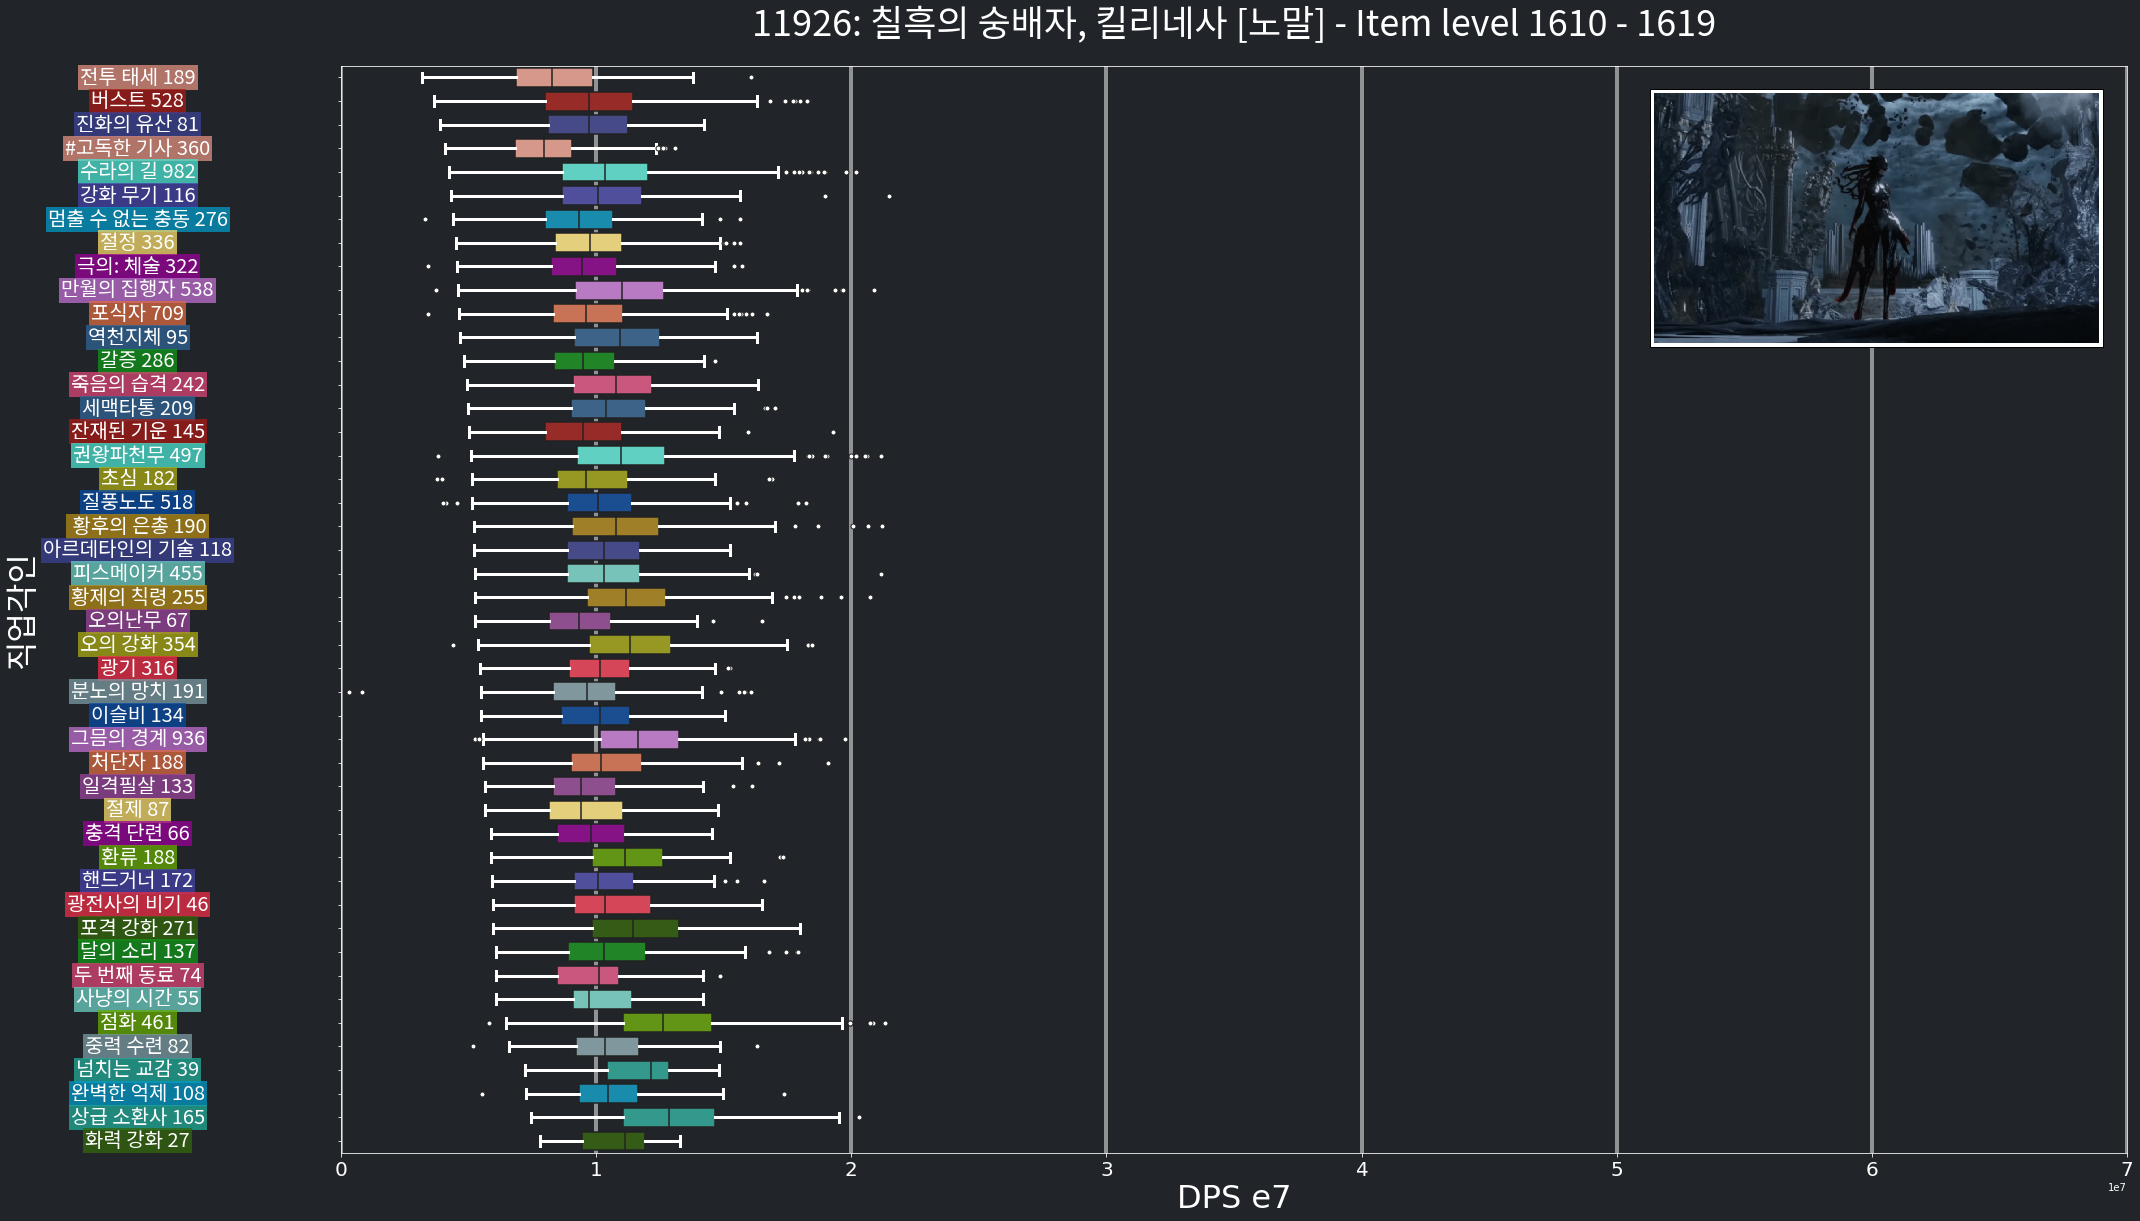 11926: 칠흑의 숭배자, 킬리네사 [노말] - Item level 1610 - 1619
전투 태세 189
버스트 528
진화의 유산 81
#고독한 기사 360
수라의 길 982
강화 무기 116
멈출 수 없는 충동 276
절정 336
극의: 체술 322
만월의 집행자 538
포식자 709
역천지체 95
갈증 286
죽음의 습격 242
세맥타통 209
잔재된 기운 145
권왕파천무 497
초심 182
질풍노도 518
황후의 은총 190
아르데타인의 기술 118
피스메이커 455
황제의 칙령 255
오의난무 67
오의 강화 354
광기 316
분노의 망치 191
이슬비 134
그믐의 경계 936
처단자 188
일격필살 133
절제 87
충격 단련 66
환류 188
핸드거너 172
광전사의 비기 46
포격 강화 271
달의 소리 137
두 번째 동료 74
사냥의 시간 55
점화 461
중력 수련 82
넘치는 교감 39
완벽한 억제 108
상급 소환사 165
화력 강화 27
직업각인
0 1 2 3 4 5 6 7
1e7
DPS e7